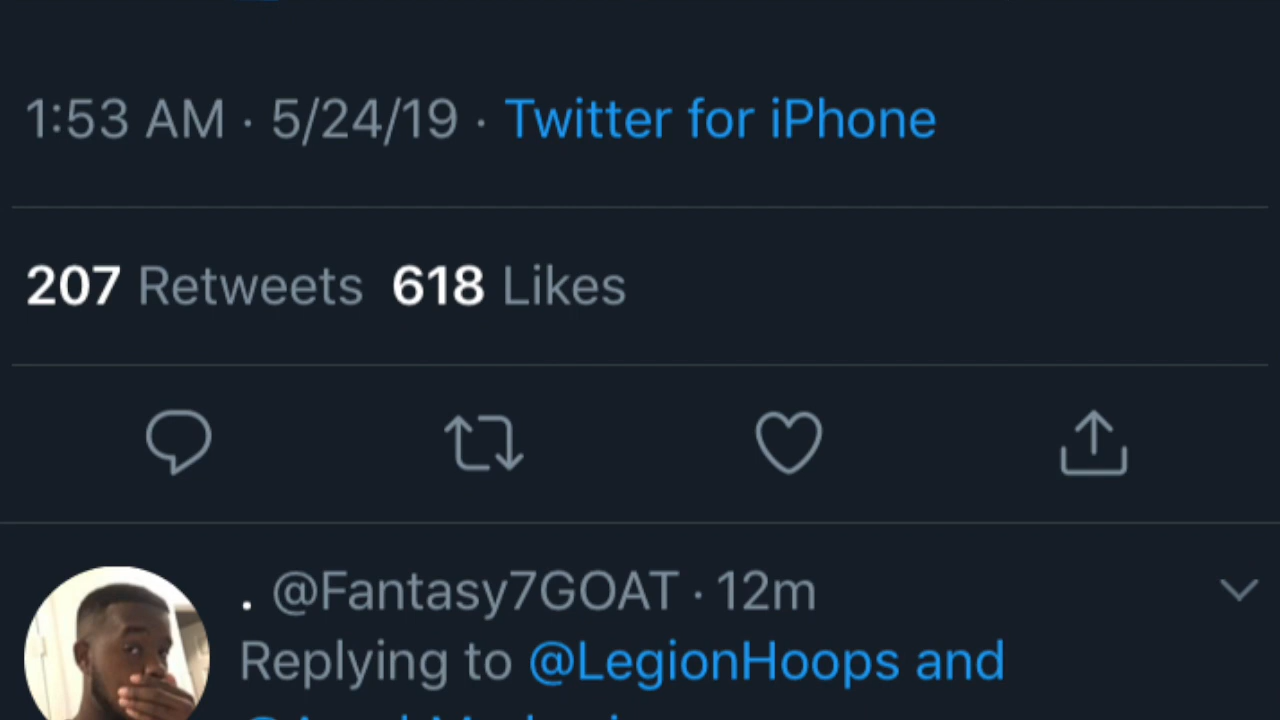 1:53 AM · 5/24/19 · Twitter for iPhone
207 Retweets 618 Likes
. @Fantasy7GOAT · 12m
Replying to @LegionHoops and